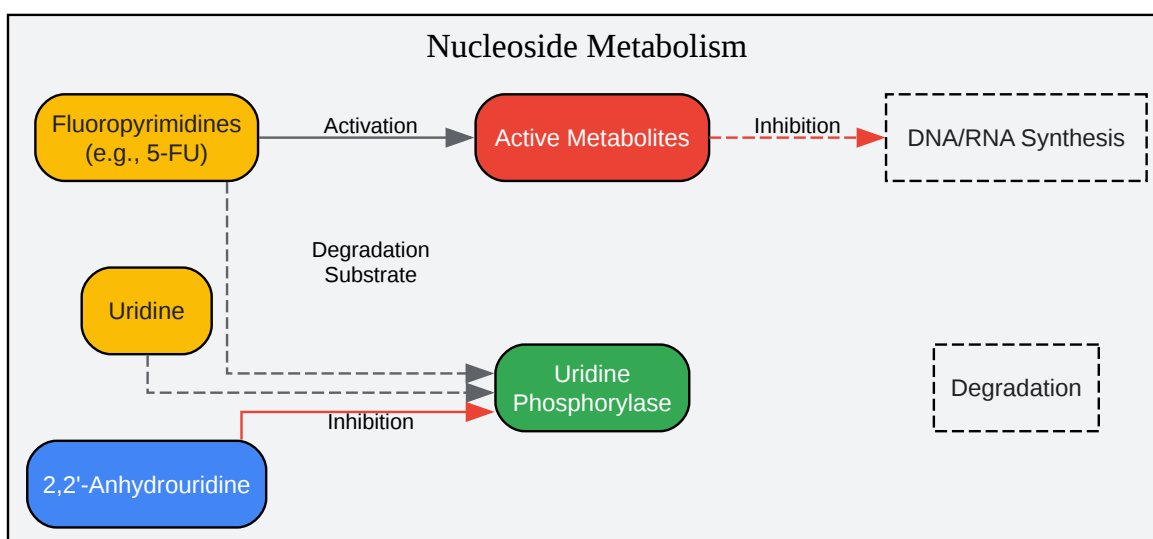 Nucleoside Metabolism
Fluoropyrimidines
(e.g., 5-FU)
Activation
Active Metabolites
Inhibition
DNA/RNA Synthesis
Degradation
Substrate
Uridine
Uridine
Phosphorylase
Degradation
Inhibition
2,2'-Anhydrouridine